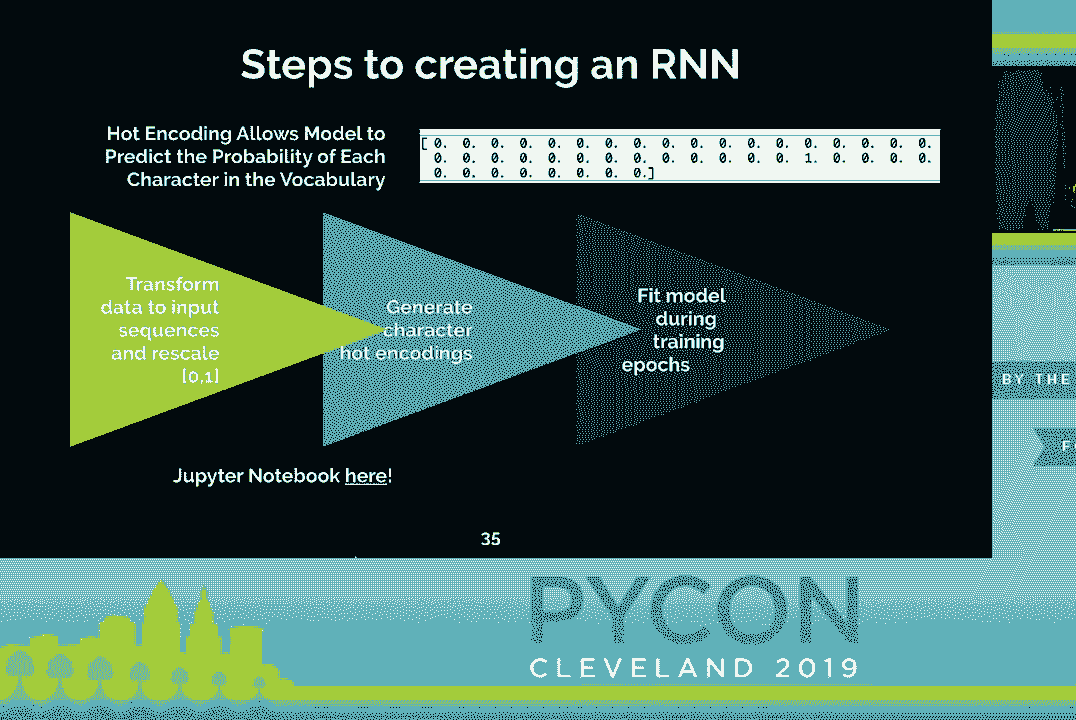 Steps to creating an RNN
Hot Encoding Allows Model to
Predict the Probability of Each
Character in the Vocabulary
[ 0. 0. 0. 0. 0. 0. 0. 0. 0. 0. 0. 0. 0. 0. 0. 0. 0. 0.
0. 0. 0. 0. 0. 0. 0. 0. 0. 0. 0. 0. 0. 1. 0. 0. 0. 0.
0. 0. 0. 0. 0. 0. 0. 0.]
Transform
data to input
sequences
and rescale
[0,1]
Generate
character
hot encodings
Fit model
during
training
epochs
Jupyter Notebook here!
35
BY THE
PYCON
CLEVELAND 2019